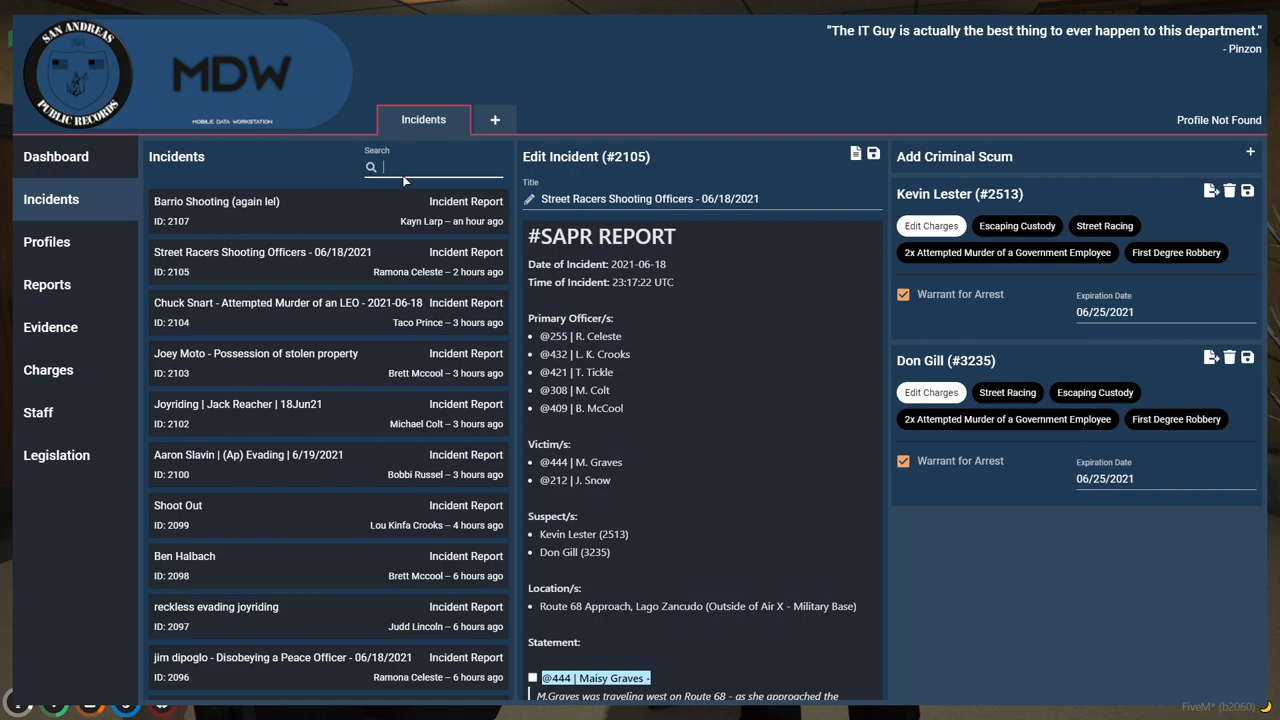 SAN ANDREAS
PUBLIC RECORDS
MDW
MOBILE DATA WORKSTATION
"The IT Guy is actually the best thing to ever happen to this department."
- Pinzon
Incidents
+
Profile Not Found
Dashboard
Incidents
Profiles
Reports
Evidence
Charges
Staff
Legislation
Incidents
Search
Barrio Shooting (again lel) Incident Report
ID: 2107 Kayn Larp – an hour ago
Street Racers Shooting Officers - 06/18/2021 Incident Report
ID: 2105 Ramona Celeste – 2 hours ago
Chuck Snart - Attempted Murder of an LEO - 2021-06-18 Incident Report
ID: 2104 Taco Prince – 3 hours ago
Joey Moto - Possession of stolen property Incident Report
ID: 2103 Brett Mccool – 3 hours ago
Joyriding | Jack Reacher | 18Jun21 Incident Report
ID: 2102 Michael Colt – 3 hours ago
Aaron Slavin | (Ap) Evading | 6/19/2021 Incident Report
ID: 2100 Bobbi Russel – 3 hours ago
Shoot Out Incident Report
ID: 2099 Lou Kinfa Crooks – 4 hours ago
Ben Halbach Incident Report
ID: 2098 Brett Mccool – 6 hours ago
reckless evading joyriding Incident Report
ID: 2097 Judd Lincoln – 6 hours ago
jim dipoglo - Disobeying a Peace Officer - 06/18/2021 Incident Report
ID: 2096 Ramona Celeste – 6 hours ago
Edit Incident (#2105)
Title
Street Racers Shooting Officers - 06/18/2021
#SAPR REPORT
Date of Incident: 2021-06-18
Time of Incident: 23:17:22 UTC
Primary Officer/s:
• @255 | R. Celeste
• @432 | L. K. Crooks
• @421 | T. Tickle
• @308 | M. Colt
• @409 | B. McCool
Victim/s:
• @444 | M. Graves
• @212 | J. Snow
Suspect/s:
• Kevin Lester (2513)
• Don Gill (3235)
Location/s:
• Route 68 Approach, Lago Zancudo (Outside of Air X - Military Base)
Statement:
@444 | Maisy Graves -
M.Graves was traveling west on Route 68 - as she approached the
Add Criminal Scum
+
Kevin Lester (#2513)
Edit Charges Escaping Custody Street Racing
2x Attempted Murder of a Government Employee First Degree Robbery
Warrant for Arrest
Expiration Date
06/25/2021
Don Gill (#3235)
Edit Charges Street Racing Escaping Custody
2x Attempted Murder of a Government Employee First Degree Robbery
Warrant for Arrest
Expiration Date
06/25/2021
FiveM* (b2060)